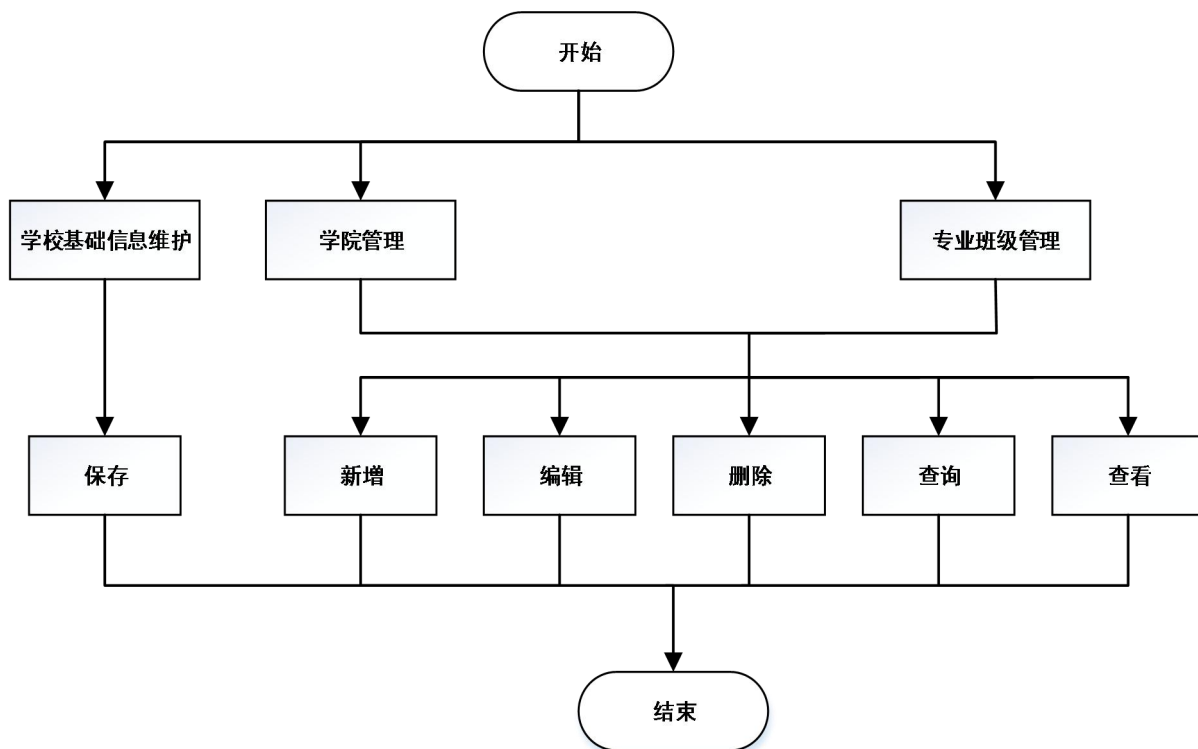 开始
学校基础信息维护
学院管理
专业班级管理
保存
新增
编辑
删除
查询
查看
结束